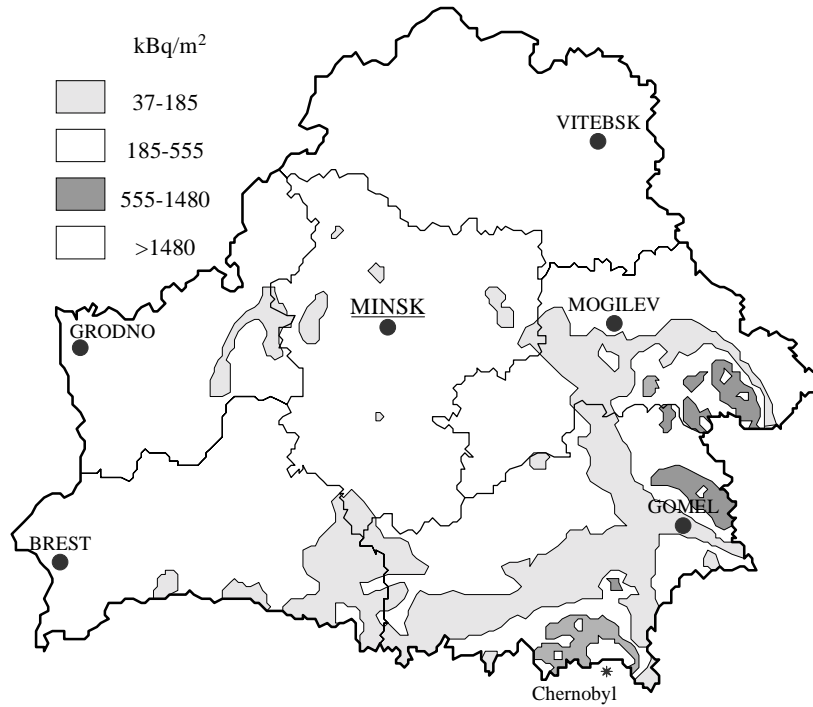 kBq/m²
37-185
185-555
555-1480
>1480
VITEBSK
MINSK
MOGILEV
GRODNO
BREST
GOMEL
Chernobyl